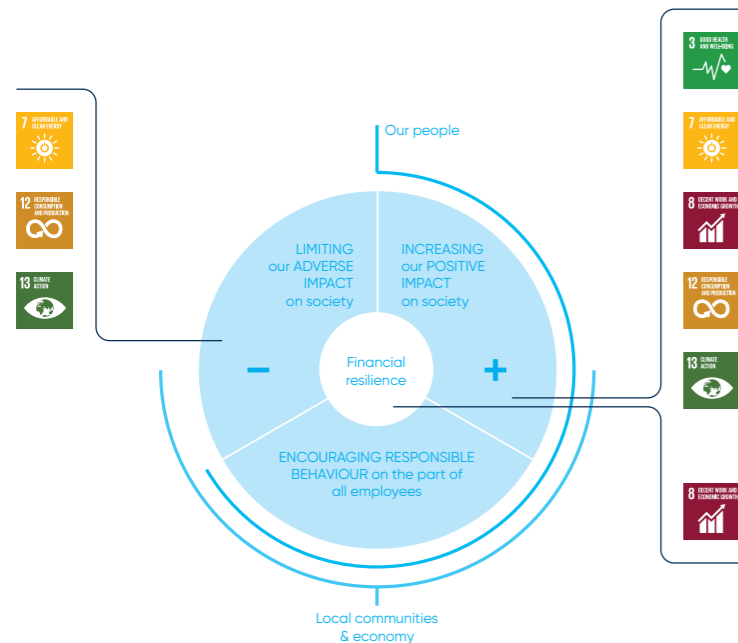 3 GOOD HEALTH
AND WELL-BEING
7 AFFORDABLE AND
CLEAN ENERGY
12 RESPONSIBLE
CONSUMPTION
AND PRODUCTION
13 CLIMATE
ACTION
Our people
LIMITING
our ADVERSE
IMPACT
on society
INCREASING
our POSITIVE
IMPACT
on society
−
Financial
resilience
+
ENCOURAGING RESPONSIBLE
BEHAVIOUR on the part of
all employees
Local communities
& economy
7 AFFORDABLE AND
CLEAN ENERGY
8 DECENT WORK AND
ECONOMIC GROWTH
12 RESPONSIBLE
CONSUMPTION
AND PRODUCTION
13 CLIMATE
ACTION
8 DECENT WORK AND
ECONOMIC GROWTH